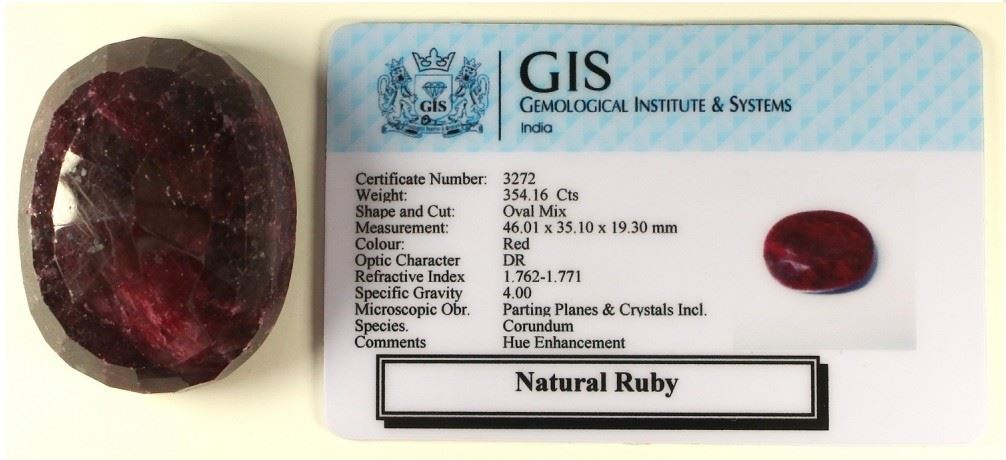 GIS
GIS
GEMOLOGICAL INSTITUTE & SYSTEMS
India
Certificate Number: 3272
Weight: 354.16 Cts
Shape and Cut: Oval Mix
Measurement: 46.01 x 35.10 x 19.30 mm
Colour: Red
Optic Character DR
Refractive Index 1.762-1.771
Specific Gravity 4.00
Microscopic Obr. Parting Planes & Crystals Incl.
Species. Corundum
Comments Hue Enhancement
Natural Ruby